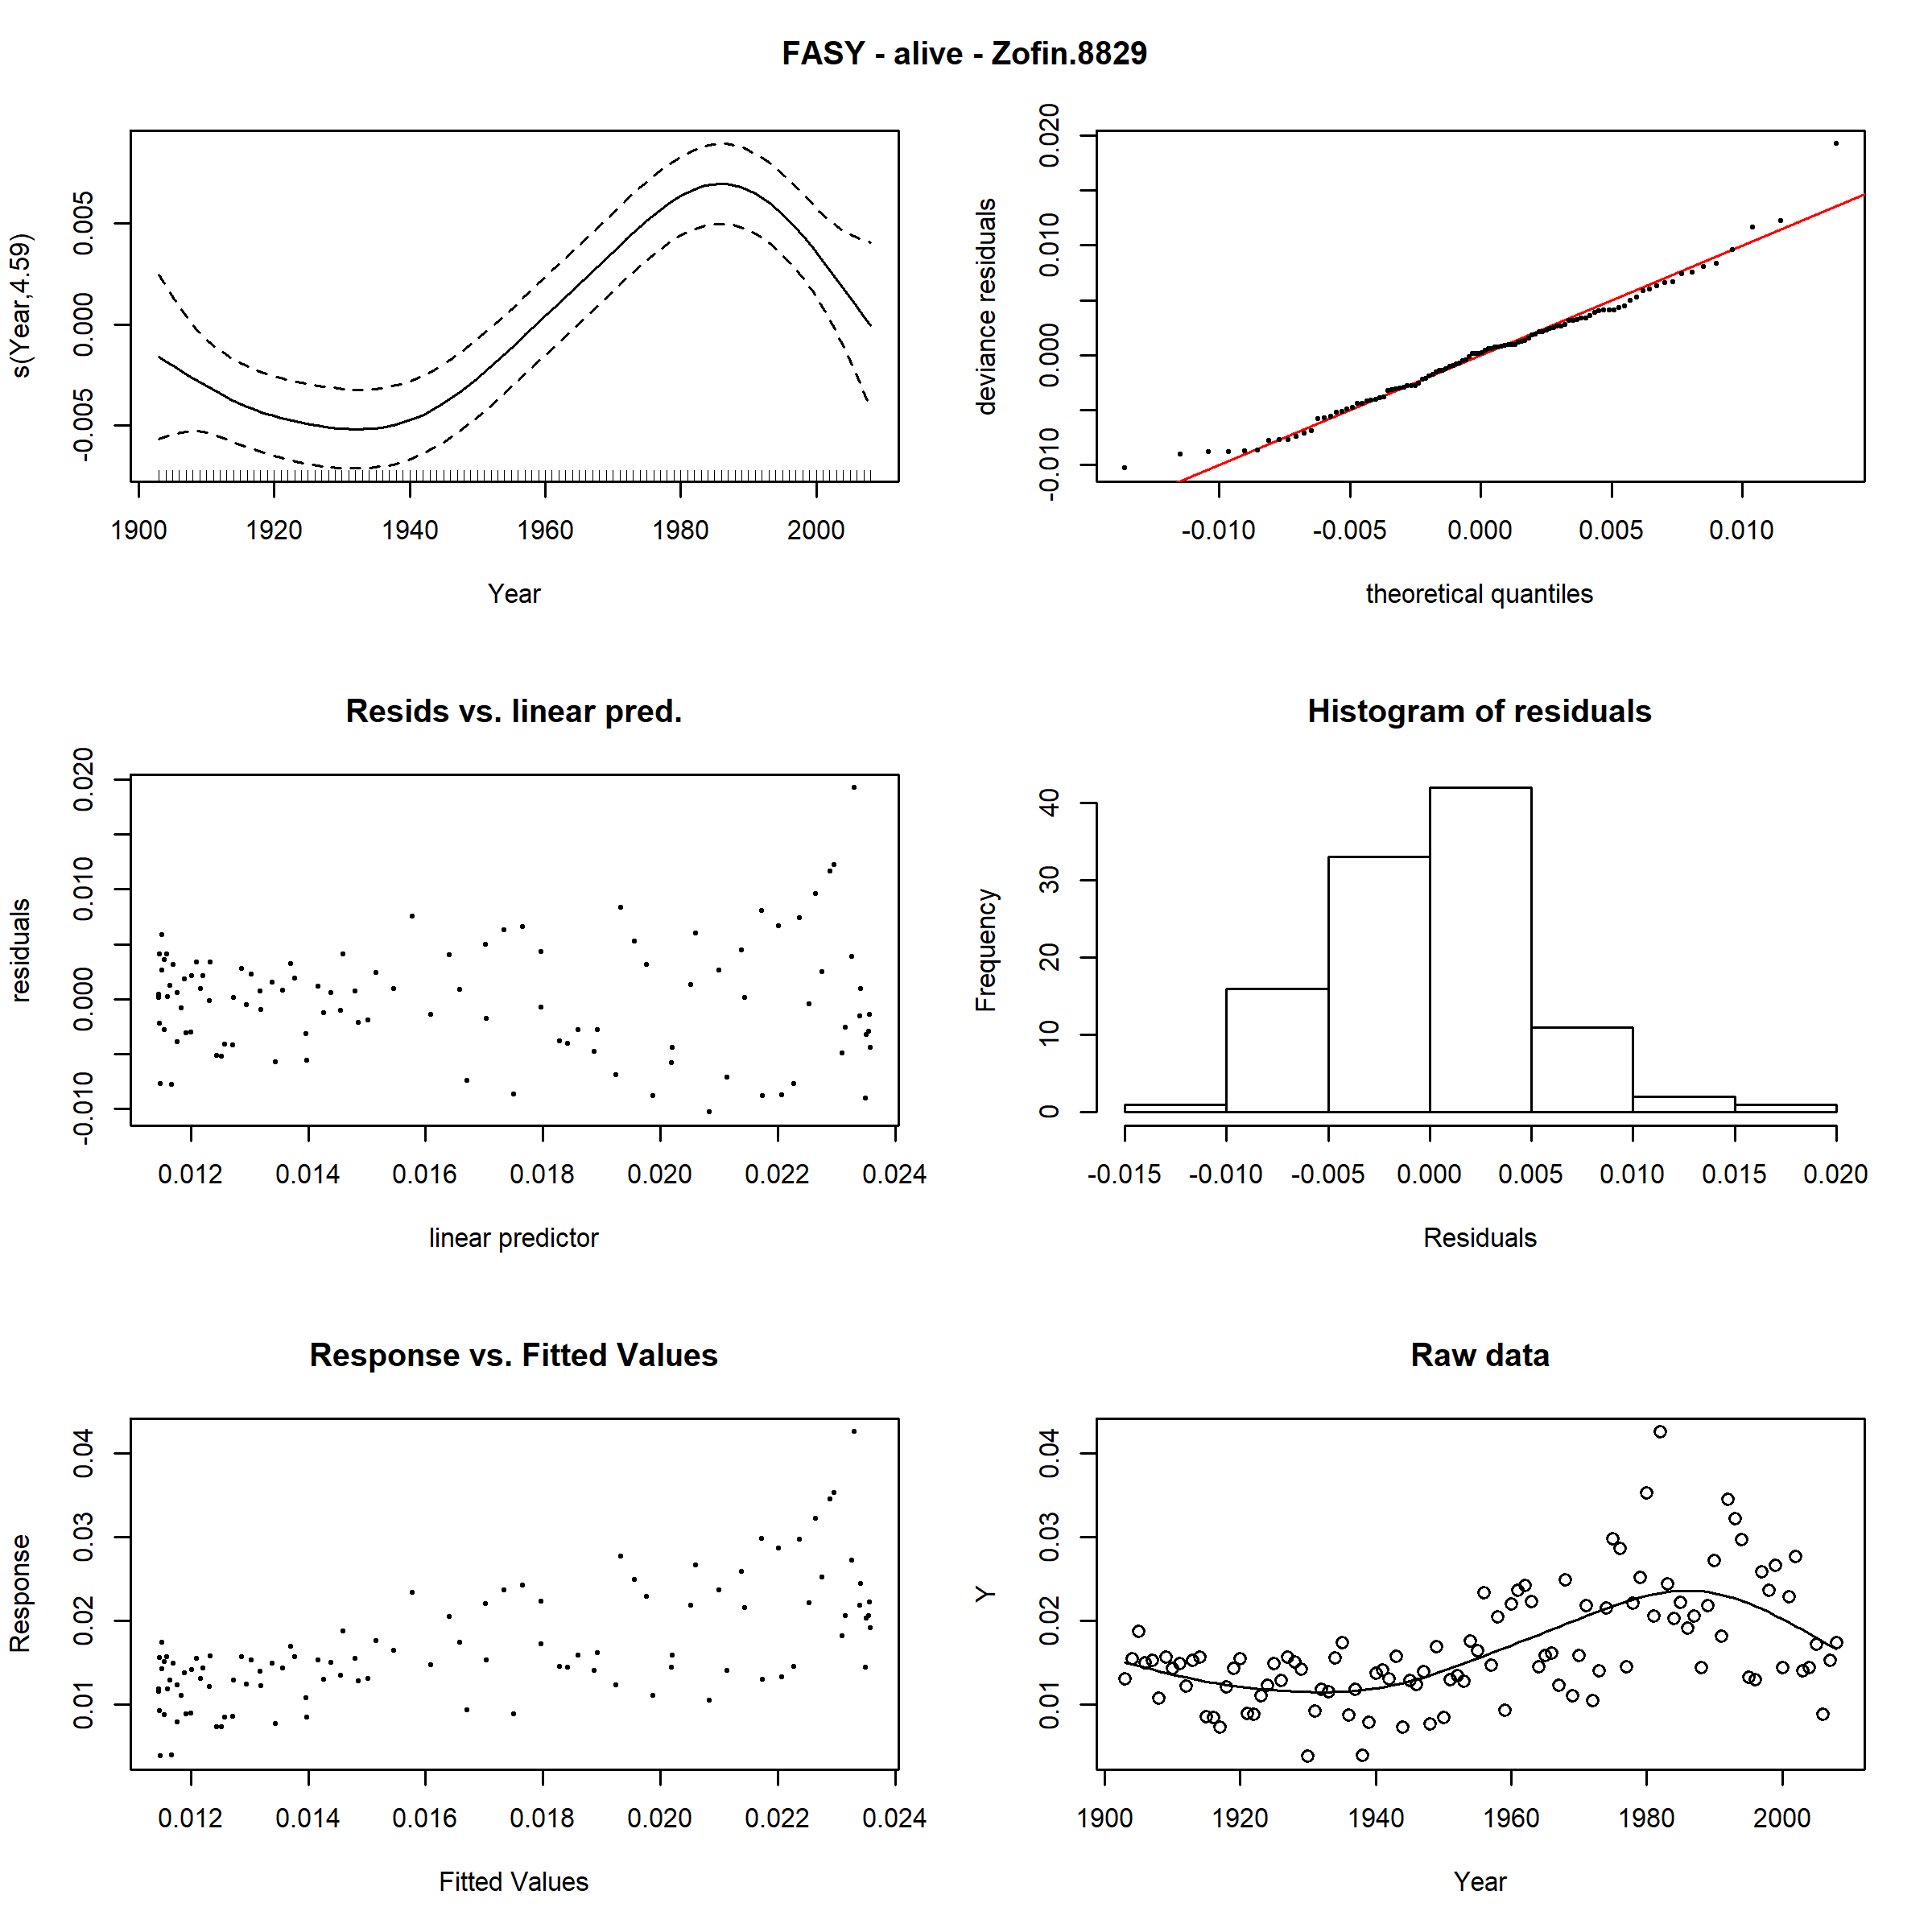 FASY - alive - Zofin.8829
s(Year,4.59)
0.005
0.000
-0.005
1900 1920 1940 1960 1980 2000
Year
deviance residuals
0.020
0.010
0.000
-0.010
-0.010 -0.005 0.000 0.005 0.010
theoretical quantiles
Resids vs. linear pred.
residuals
0.020
0.010
0.000
-0.010
0.012 0.014 0.016 0.018 0.020 0.022 0.024
linear predictor
Histogram of residuals
Frequency
40
30
20
10
0
-0.015 -0.010 -0.005 0.000 0.005 0.010 0.015 0.020
Residuals
Response vs. Fitted Values
Response
0.04
0.03
0.02
0.01
0.012 0.014 0.016 0.018 0.020 0.022 0.024
Fitted Values
Raw data
Y
0.04
0.03
0.02
0.01
1900 1920 1940 1960 1980 2000
Year